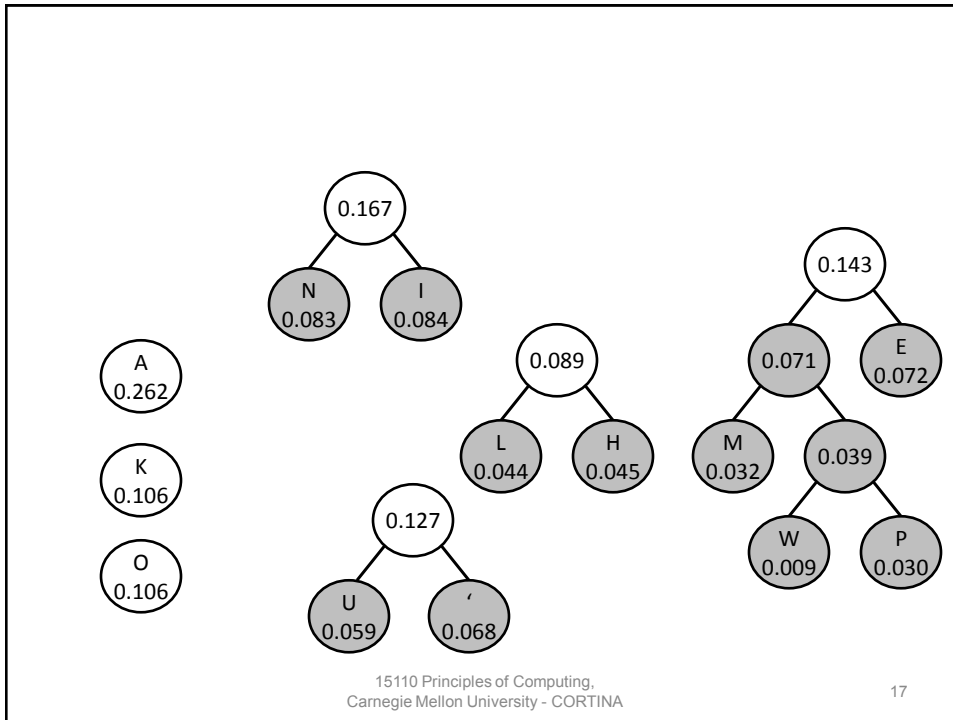 0.167
N
0.083
I
0.084
0.143
0.071
E
0.072
M
0.032
0.039
W
0.009
P
0.030
A
0.262
K
0.106
O
0.106
0.089
L
0.044
H
0.045
0.127
U
0.059
‘
0.068
15110 Principles of Computing,
Carnegie Mellon University - CORTINA
17